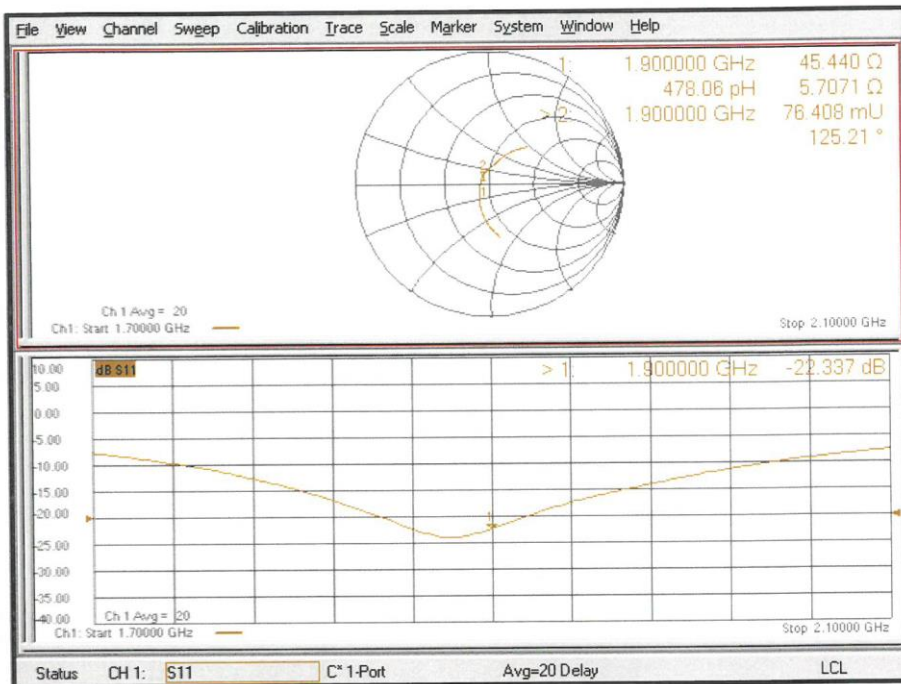 File View Channel Sweep Calibration Trace Scale Marker System Window Help
1: 1.900000 GHz 45.440 Ω
478.06 pH 5.7071 Ω
> 2: 1.900000 GHz 76.408 mU
125.21 °
2
1
Ch 1 Avg = 20
Ch1: Start 1.70000 GHz
Stop 2.10000 GHz
10.00 dB S11 > 1: 1.900000 GHz -22.337 dB
5.00
0.00
-5.00
-10.00
-15.00
-20.00
1
-25.00
-30.00
-35.00
-40.00
Ch 1 Avg = 20
Ch1: Start 1.70000 GHz
Stop 2.10000 GHz
Status CH 1: S11 C* 1-Port Avg=20 Delay LCL